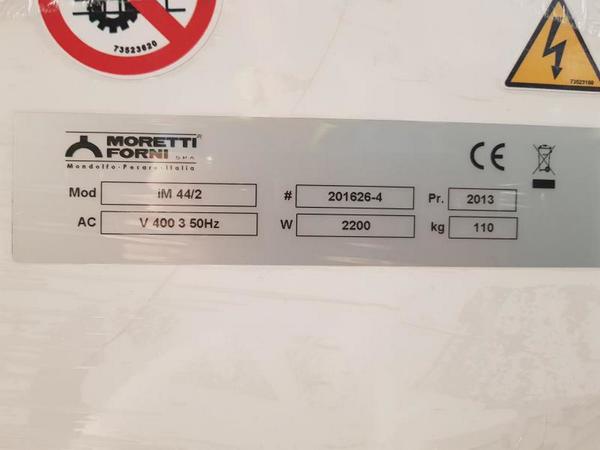 73523620
73523150
MORETTI®
FORNI S.P.A.
Mondolfo-Pesaro-Italia
CE
Mod iM 44/2 # 201626-4 Pr. 2013
AC V 400 3 50Hz W 2200 kg 110